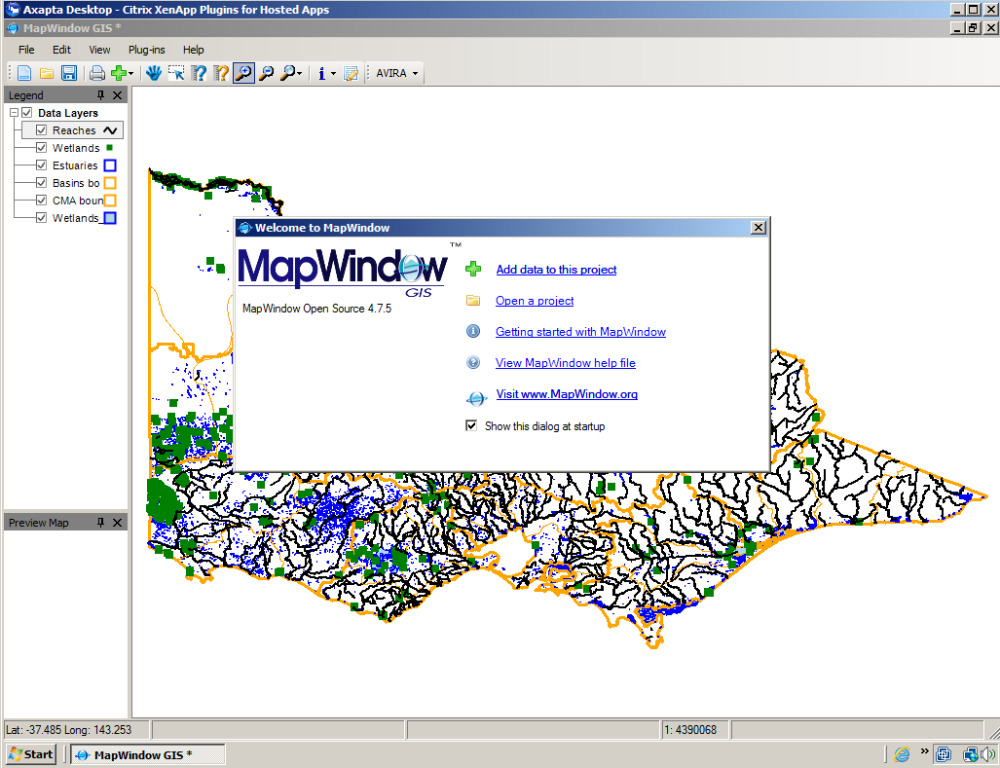 Axapta Desktop - Citrix XenApp Plugins for Hosted Apps
MapWindow GIS *
File Edit View Plug-ins Help
AVIRA
Legend
Data Layers
Reaches
Wetlands
Estuaries
Basins bo
CMA boun
Wetlands_
Welcome to MapWindow
MapWindow™
GIS
MapWindow Open Source 4.7.5
Add data to this project
Open a project
Getting started with MapWindow
View MapWindow help file
Visit www.MapWindow.org
Show this dialog at startup
Preview Map
Lat: -37.485 Long: 143.253
1: 4390068
Start
MapWindow GIS *